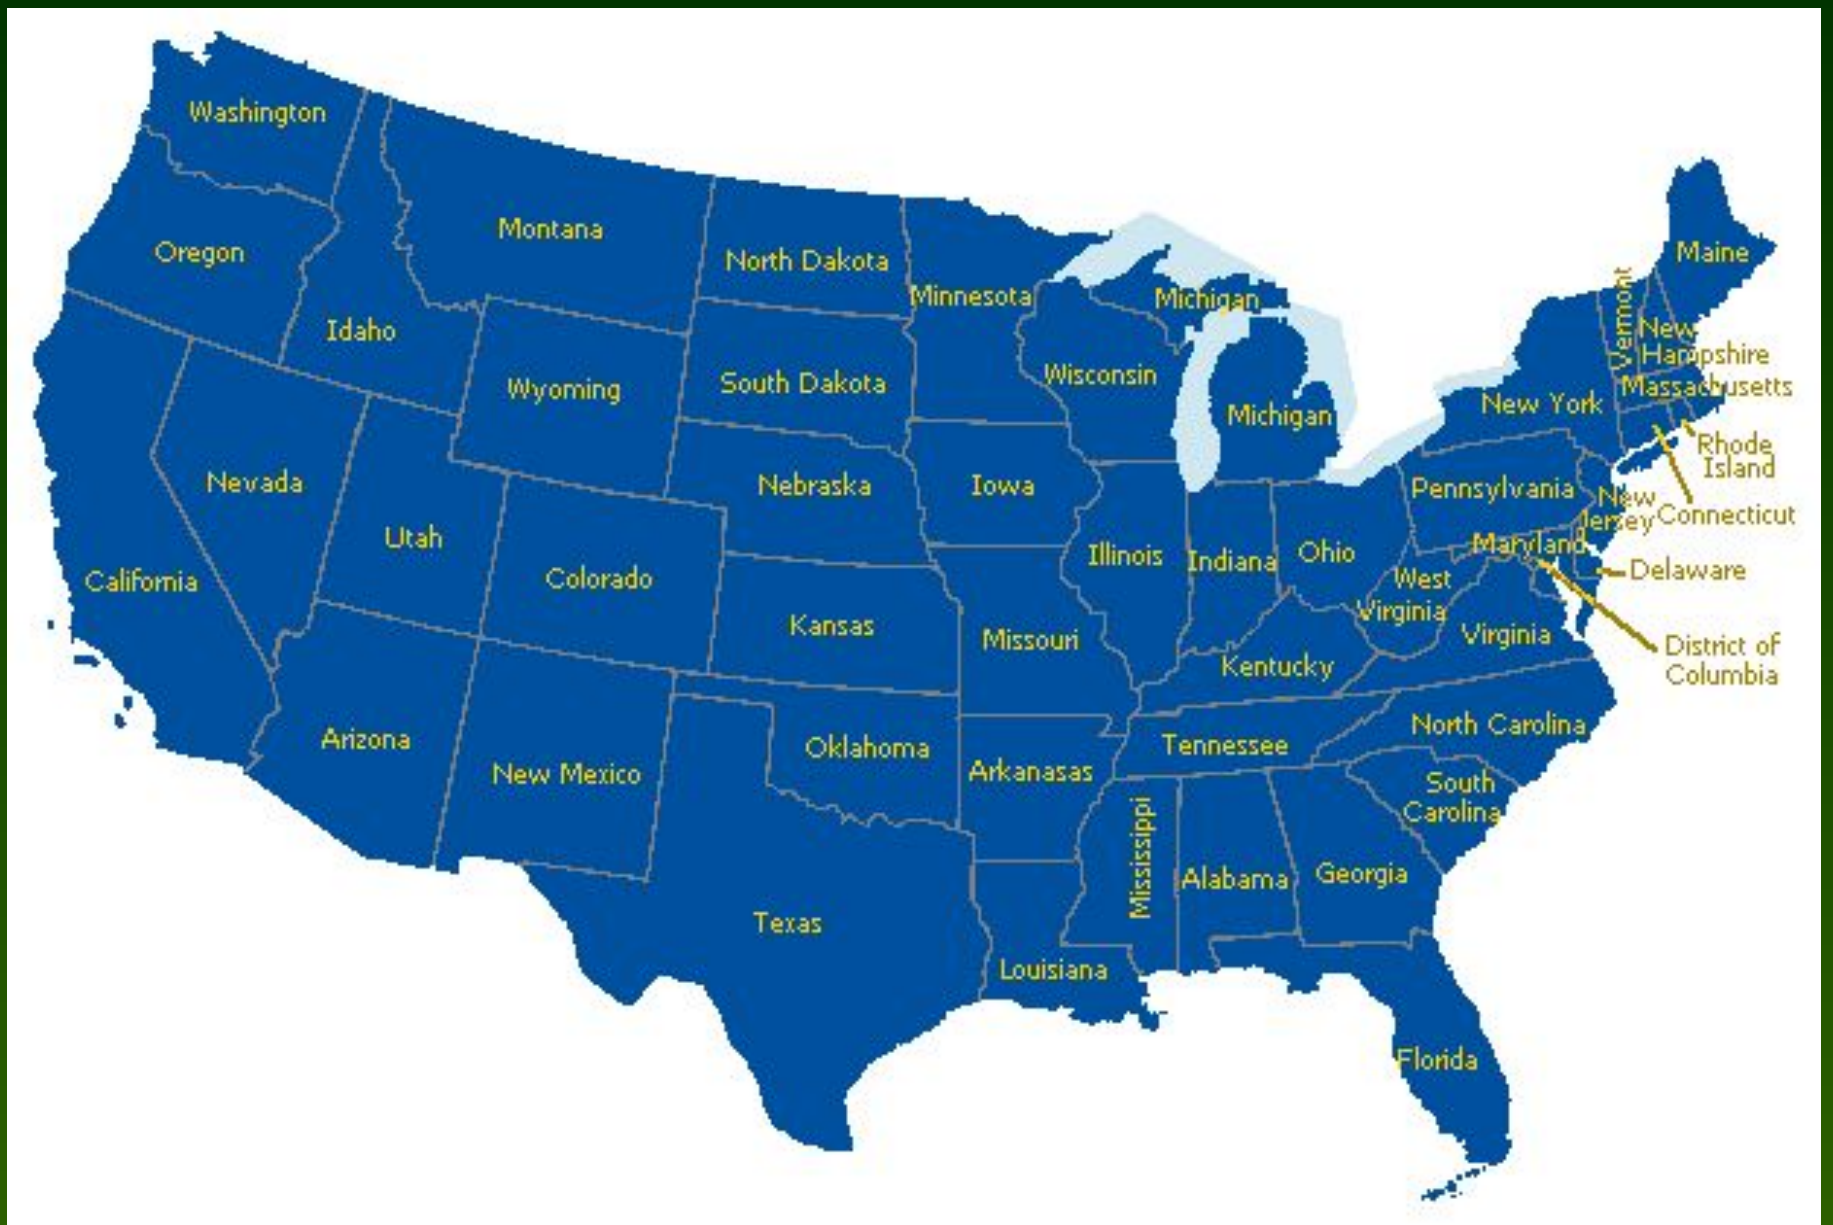 Washington
Oregon
Idaho
Montana
North Dakota
Minnesota
Michigan
Maine
Vermont
New
Hampshire
Massachusetts
New York
Rhode
Island
Wyoming
South Dakota
Wisconsin
Michigan
Nevada
Utah
Nebraska
Iowa
Pennsylvania
New
Jersey
Connecticut
California
Colorado
Illinois
Indiana
Ohio
Maryland
Delaware
West
Virginia
Virginia
District of
Columbia
Kansas
Missouri
Kentucky
Arizona
New Mexico
Oklahoma
Arkanasas
Tennessee
North Carolina
South
Carolina
Mississippi
Alabama
Georgia
Texas
Louisiana
Florida